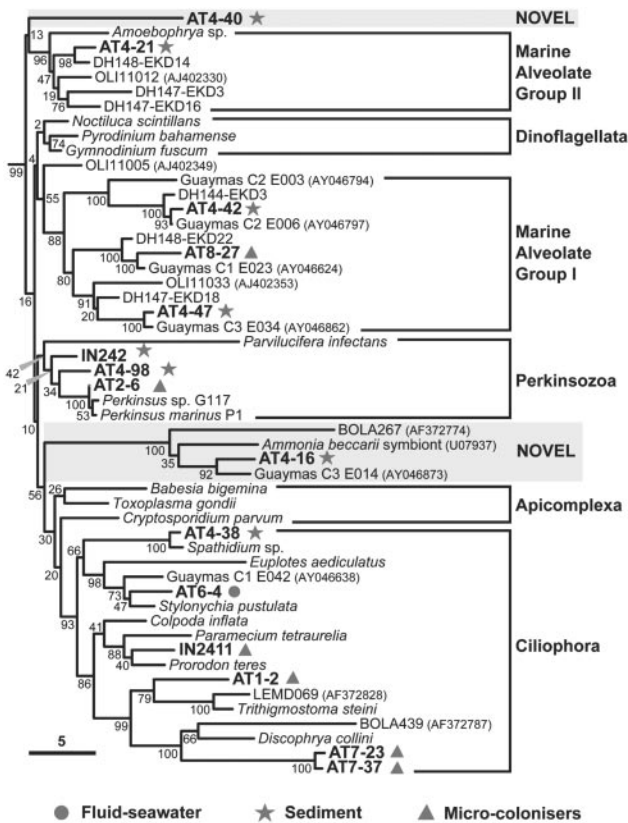 AT4-40 NOVEL
13 Amoebophrya sp.
96 AT4-21
98 DH148-EKD14
47 OLI11012 (AJ402330)
19 DH147-EKD3
76 DH147-EKD16
Marine
Alveolate
Group II
2 Noctiluca scintillans
Pyrodinium bahamense
74
Gymnodinium fuscum
Dinoflagellata
99 4
OLI11005 (AJ402349)
55
Guaymas C2 E003 (AY046794)
100 DH144-EKD3
100 AT4-42
93 Guaymas C2 E006 (AY046797)
88
DH148-EKD22
100 AT8-27
100 Guaymas C1 E023 (AY046624)
80
OLI11033 (AJ402353)
91 DH147-EKD18
20 AT4-47
100 Guaymas C3 E034 (AY046862)
Marine
Alveolate
Group I
16
Parvilucifera infectans
42 IN242
21 AT4-98
34 AT2-6
100 Perkinsus sp. G117
53 Perkinsus marinus P1
Perkinsozoa
10
BOLA267 (AF372774)
100 Ammonia beccarii symbiont (U07937)
35 AT4-16
92 Guaymas C3 E014 (AY046873)
NOVEL
56
26 Babesia bigemina
Toxoplasma gondii
30 Cryptosporidium parvum
Apicomplexa
20
AT4-38
66
100 Spathidium sp.
Euplotes aediculatus
98 Guaymas C1 E042 (AY046638)
73 AT6-4
47 Stylonychia pustulata
93
41 Colpoda inflata
Paramecium tetraurelia
88 IN2411
40 Prorodon teres
86
AT1-2
79 LEMD069 (AF372828)
100 Trithigmostoma steini
99
BOLA439 (AF372787)
66 Discophrya collini
100 AT7-23
100 AT7-37
Ciliophora
5
Fluid-seawater Sediment Micro-colonisers